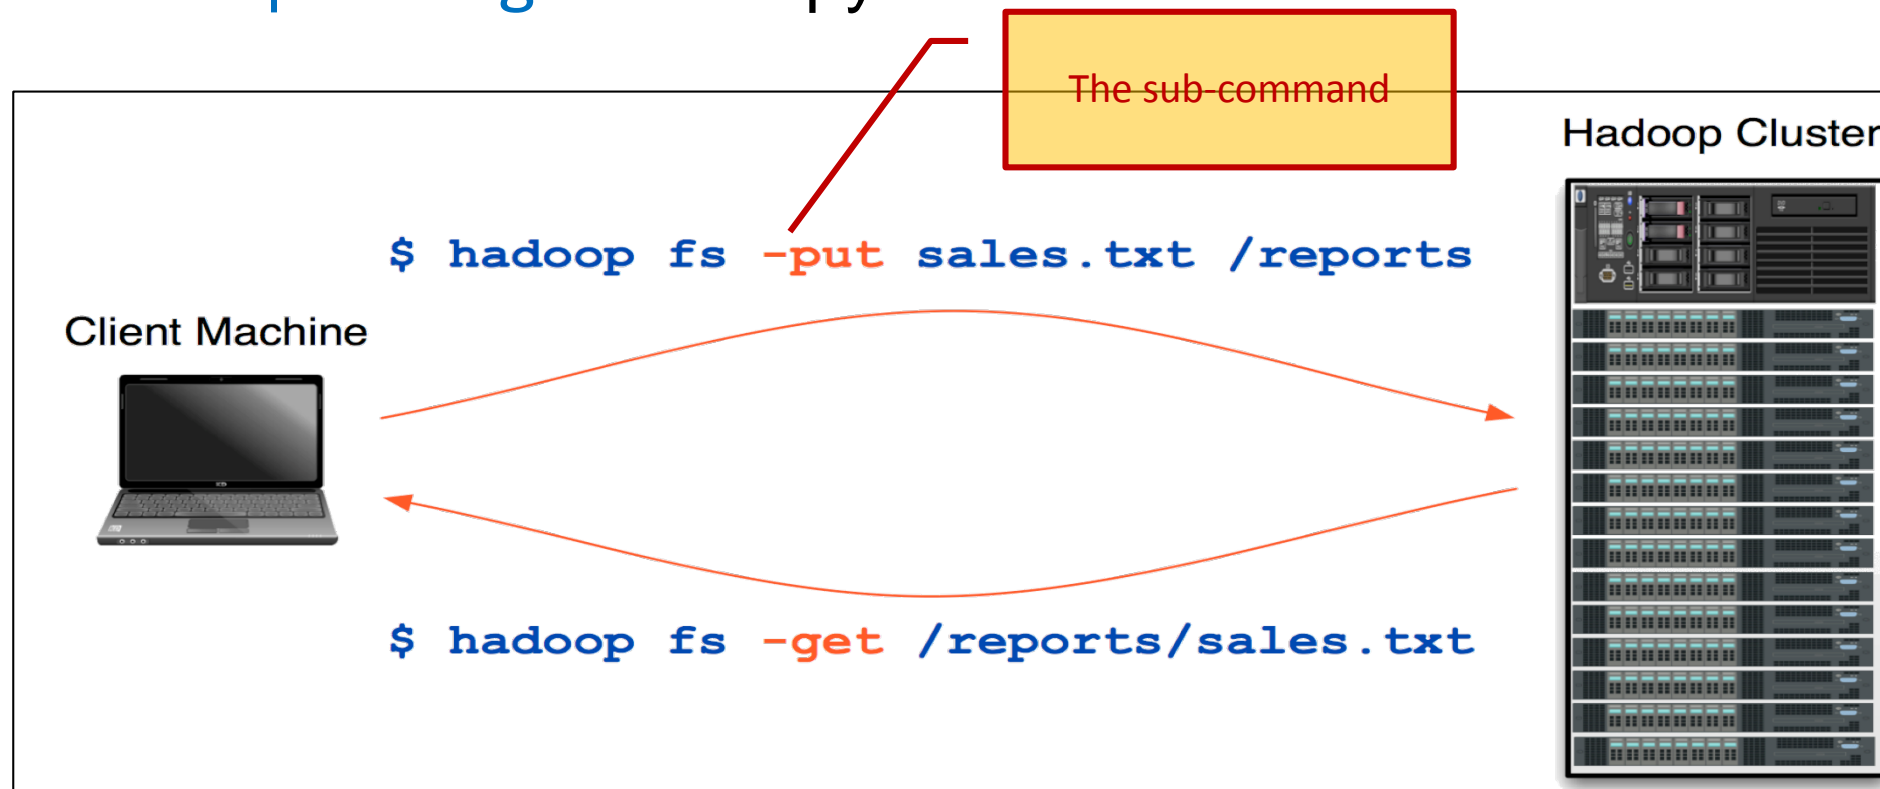 The sub-command
Hadoop Cluster
$ hadoop fs -put sales.txt /reports
Client Machine
$ hadoop fs -get /reports/sales.txt